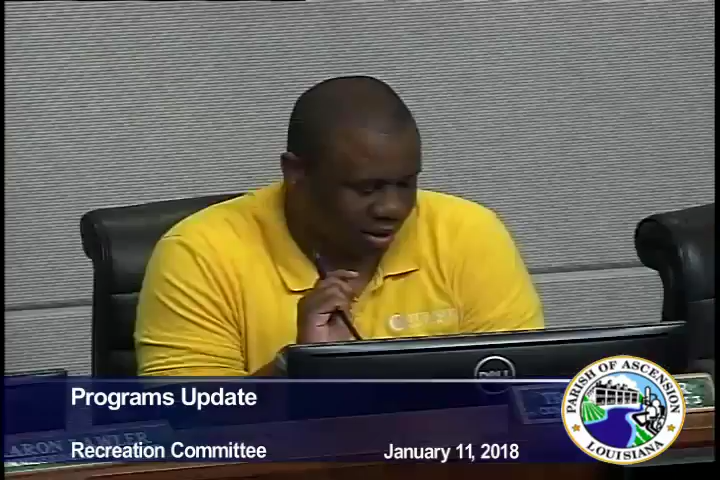 DELL
Programs Update
PARISH OF ASCENSION
LOUISIANA
Recreation Committee
January 11, 2018